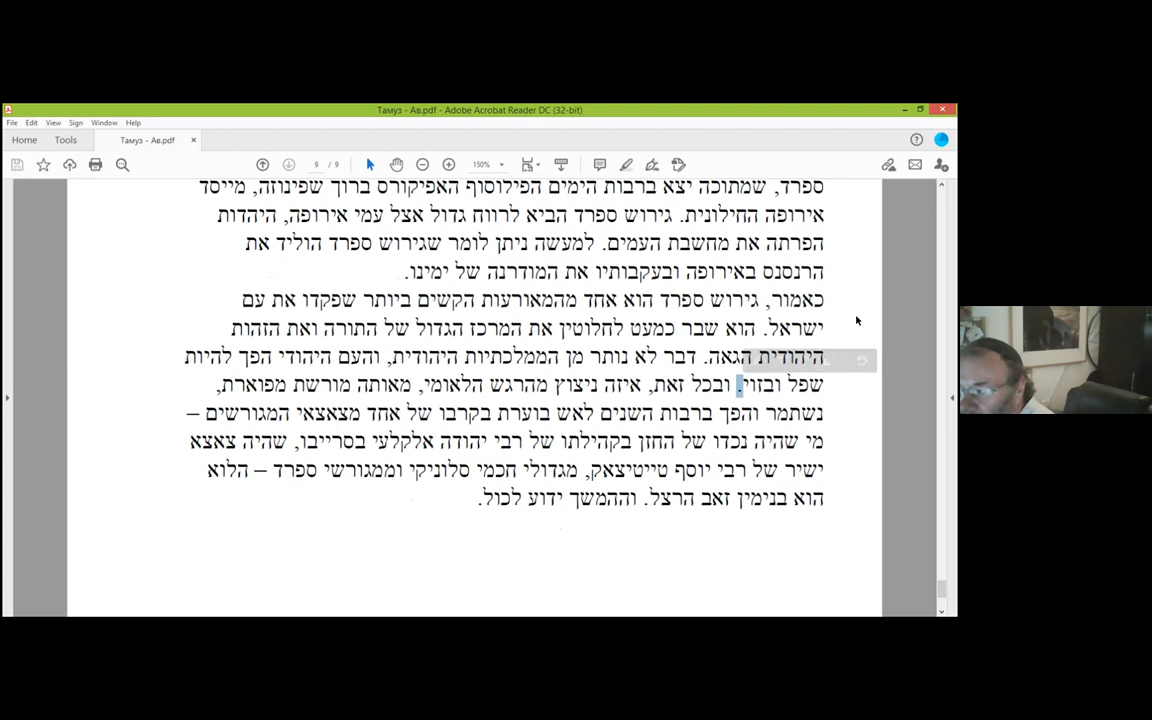 Тамуз - Ав.pdf - Adobe Acrobat Reader DC (32-bit)
File Edit View Sign Window Help
Home Tools Тамуз - Ав.pdf ×
9 / 9 150%
ספרד, שמתוכה יצא ברבות הימים הפילוסוף האפיקורס ברוך שפינוזה, מייסד
אירופה החילונית. גירוש ספרד הביא לרווח גדול אצל עמי אירופה, היהדות
הפרתה את מחשבת העמים. למעשה ניתן לומר שגירוש ספרד הוליד את
הרנסנס באירופה ובעקבותיו את המודרנה של ימינו.
כאמור, גירוש ספרד הוא אחד מהמאורעות הקשים ביותר שפקדו את עם
ישראל. הוא שבר כמעט לחלוטין את המרכז הגדול של התורה ואת הזהות
היהודית הגאה. דבר לא נותר מן הממלכתיות היהודית, והעם היהודי הפך להיות
שפל ובזוי. ובכל זאת, איזה ניצוץ מהרגש הלאומי, מאותה מורשת מפוארת,
נשתמר והפך ברבות השנים לאש בוערת בקרבו של אחד מצאצאי המגורשים –
מי שהיה נכדו של החזן בקהילתו של רבי יהודה אלקלעי בסרייבו, שהיה צאצא
ישיר של רבי יוסף טייטיצאק, מגדולי חכמי סלוניקי וממגורשי ספרד – הלוא
הוא בנימין זאב הרצל. וההמשך ידוע לכול.